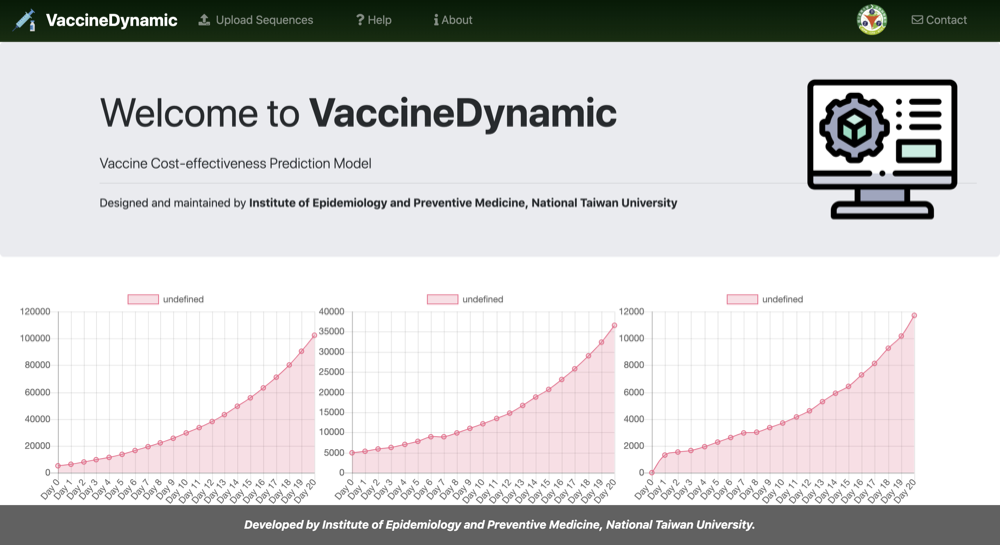 VaccineDynamic Upload Sequences Help About Contact
Welcome to VaccineDynamic
Vaccine Cost-effectiveness Prediction Model
Designed and maintained by Institute of Epidemiology and Preventive Medicine, National Taiwan University
undefined
120000
100000
80000
60000
40000
20000
0
Day 0 Day 1 Day 2 Day 3 Day 4 Day 5 Day 6 Day 7 Day 8 Day 9 Day 10 Day 11 Day 12 Day 13 Day 14 Day 15 Day 16 Day 17 Day 18 Day 19 Day 20
undefined
40000
35000
30000
25000
20000
15000
10000
5000
0
Day 0 Day 1 Day 2 Day 3 Day 4 Day 5 Day 6 Day 7 Day 8 Day 9 Day 10 Day 11 Day 12 Day 13 Day 14 Day 15 Day 16 Day 17 Day 18 Day 19 Day 20
undefined
12000
10000
8000
6000
4000
2000
0
Day 0 Day 1 Day 2 Day 3 Day 4 Day 5 Day 6 Day 7 Day 8 Day 9 Day 10 Day 11 Day 12 Day 13 Day 14 Day 15 Day 16 Day 17 Day 18 Day 19 Day 20
Developed by Institute of Epidemiology and Preventive Medicine, National Taiwan University.